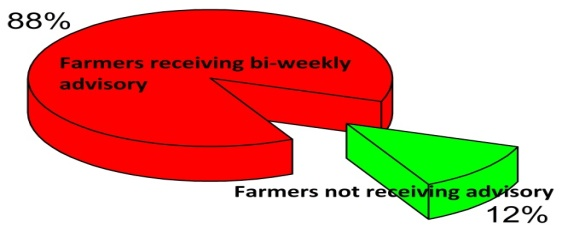 88%
Farmers receiving bi-weekly
advisory
Farmers not receiving advisory
12%